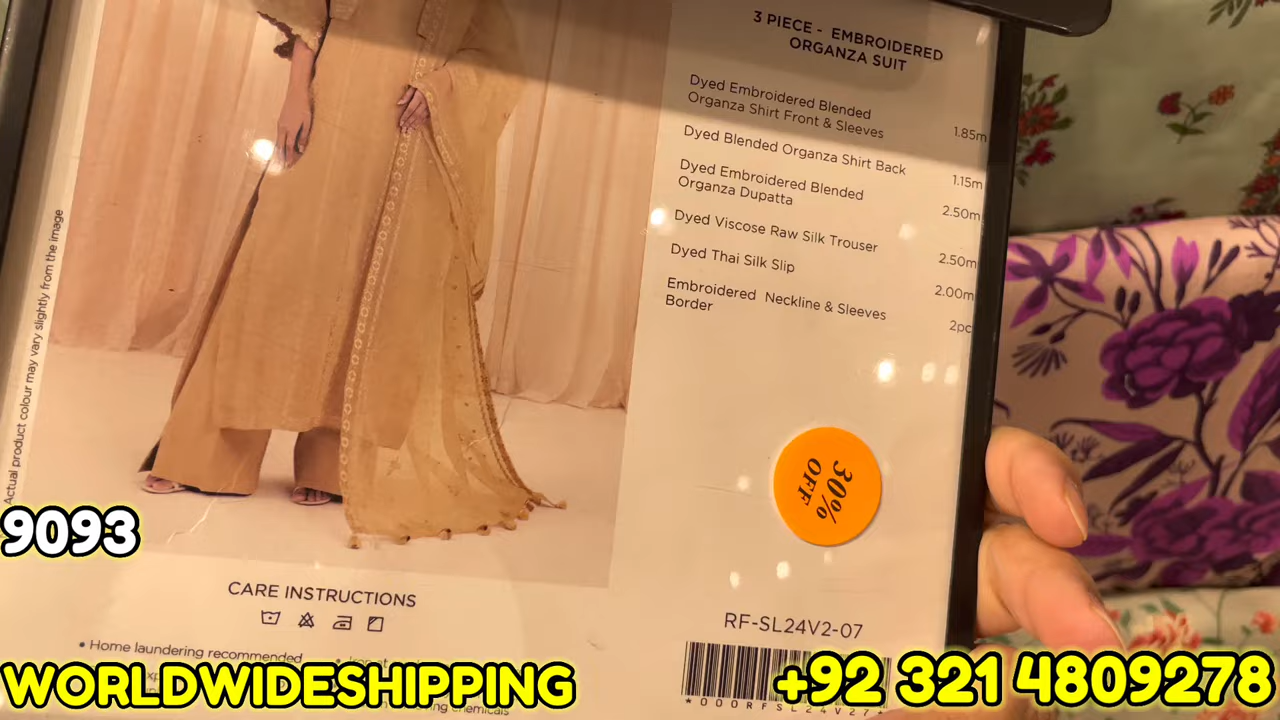 3 PIECE - EMBROIDERED
ORGANZA SUIT
Dyed Embroidered Blended
Organza Shirt Front & Sleeves 1.85m
Dyed Blended Organza Shirt Back 1.15m
Dyed Embroidered Blended
Organza Dupatta 2.50m
Dyed Viscose Raw Silk Trouser 2.50m
Dyed Thai Silk Slip 2.00m
Embroidered Neckline & Sleeves
Border 2pc
Actual product colour may vary slightly from the image
30%
OFF
9093
CARE INSTRUCTIONS
• Home laundering recommended
RF-SL24V2-07
WORLDWIDESHIPPING
+92 321 4809278
chemicals
*000RFSL24V27